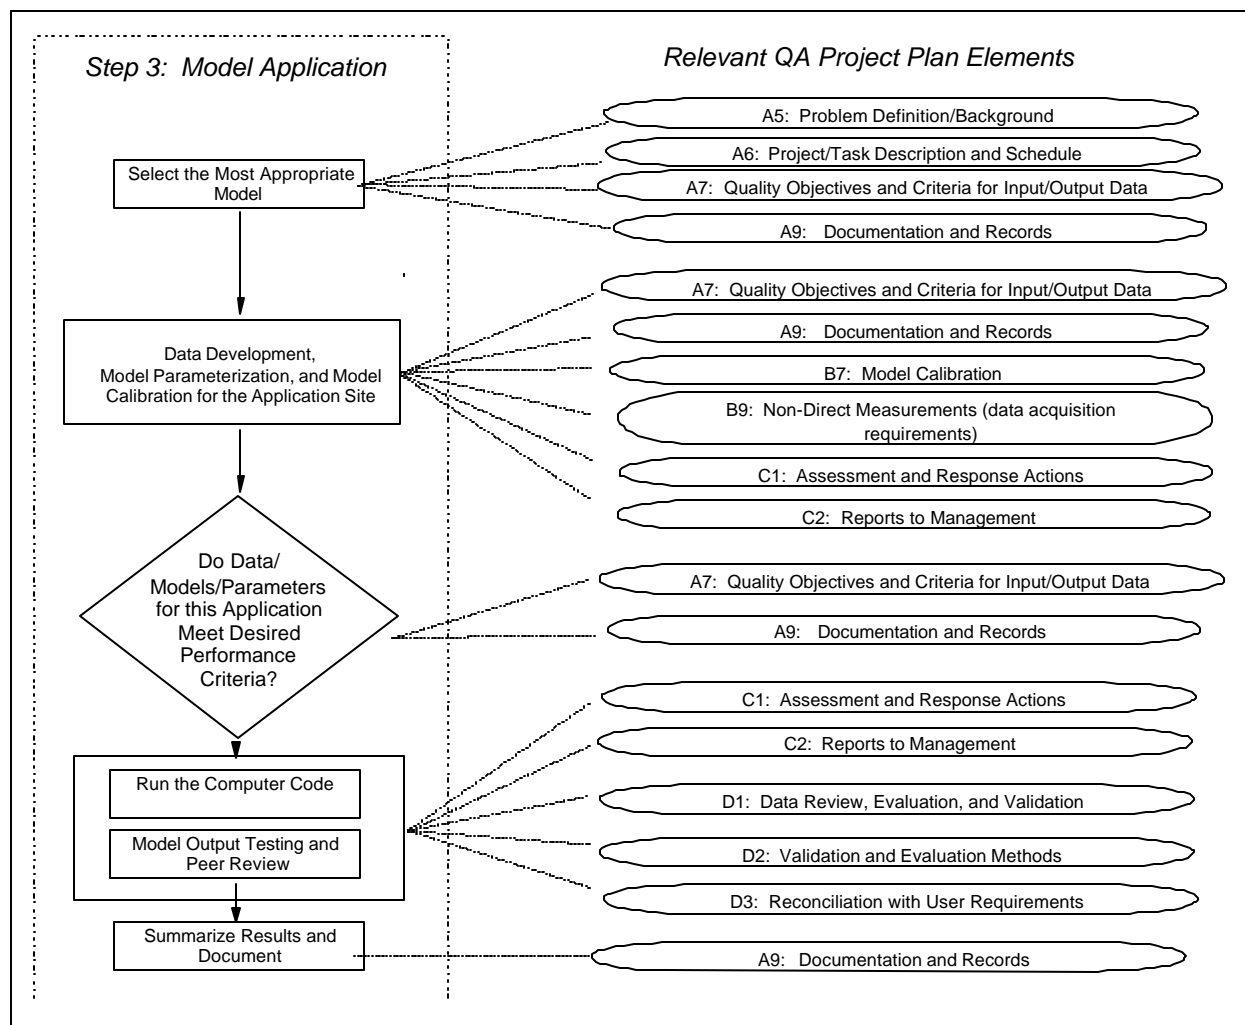 Step 3: Model Application
Relevant QA Project Plan Elements
Select the Most Appropriate
Model
A5: Problem Definition/Background
A6: Project/Task Description and Schedule
A7: Quality Objectives and Criteria for Input/Output Data
A9: Documentation and Records
Data Development,
Model Parameterization, and Model
Calibration for the Application Site
A7: Quality Objectives and Criteria for Input/Output Data
A9: Documentation and Records
B7: Model Calibration
B9: Non-Direct Measurements (data acquisition
requirements)
C1: Assessment and Response Actions
C2: Reports to Management
Do Data/
Models/Parameters
for this Application
Meet Desired
Performance
Criteria?
A7: Quality Objectives and Criteria for Input/Output Data
A9: Documentation and Records
Run the Computer Code
Model Output Testing and
Peer Review
C1: Assessment and Response Actions
C2: Reports to Management
D1: Data Review, Evaluation, and Validation
D2: Validation and Evaluation Methods
D3: Reconciliation with User Requirements
Summarize Results and
Document
A9: Documentation and Records